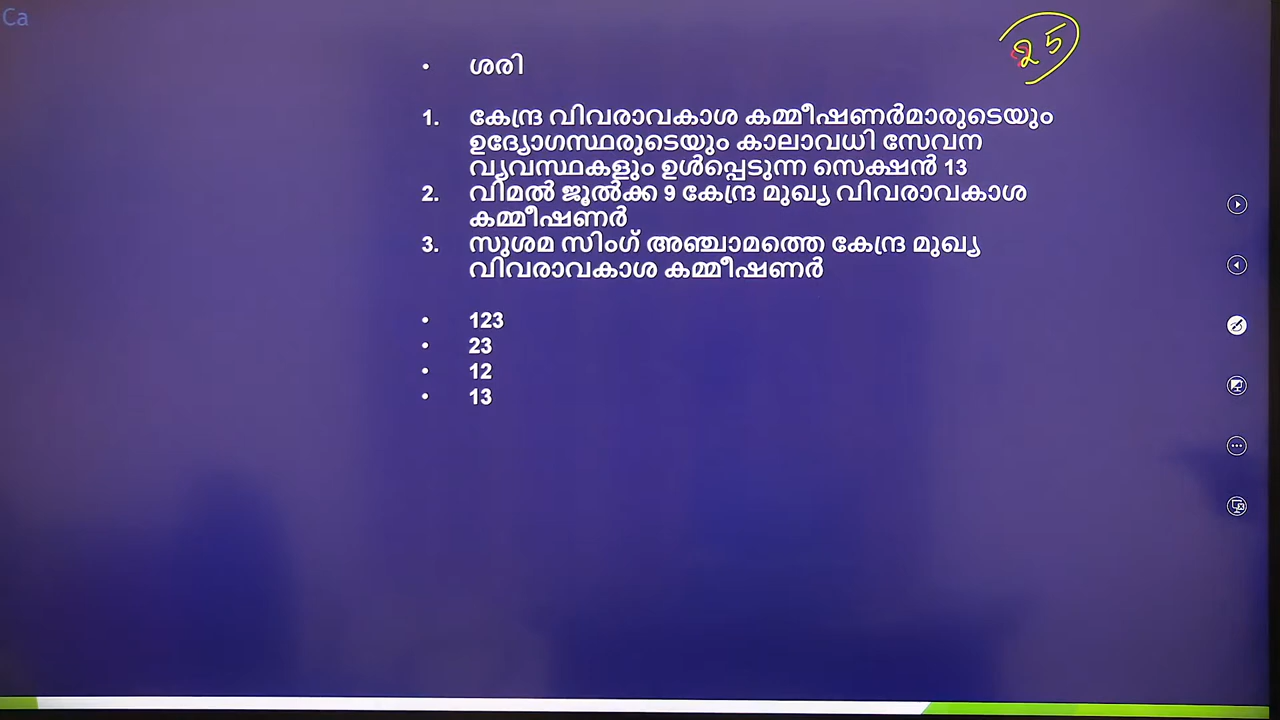 Ca
25
• ശരി
1. കേന്ദ്ര വിവരാവകാശ കമ്മീഷണർമാരുടെയും
ഉദ്യോഗസ്ഥരുടെയും കാലാവധി സേവന
വ്യവസ്ഥകളും ഉൾപ്പെടുന്ന സെക്ഷൻ 13
2. വിമൽ ജൂൽക്ക 9 കേന്ദ്ര മുഖ്യ വിവരാവകാശ
കമ്മീഷണർ
3. സുശമ സിംഗ് അഞ്ചാമത്തെ കേന്ദ്ര മുഖ്യ
വിവരാവകാശ കമ്മീഷണർ
• 123
• 23
• 12
• 13